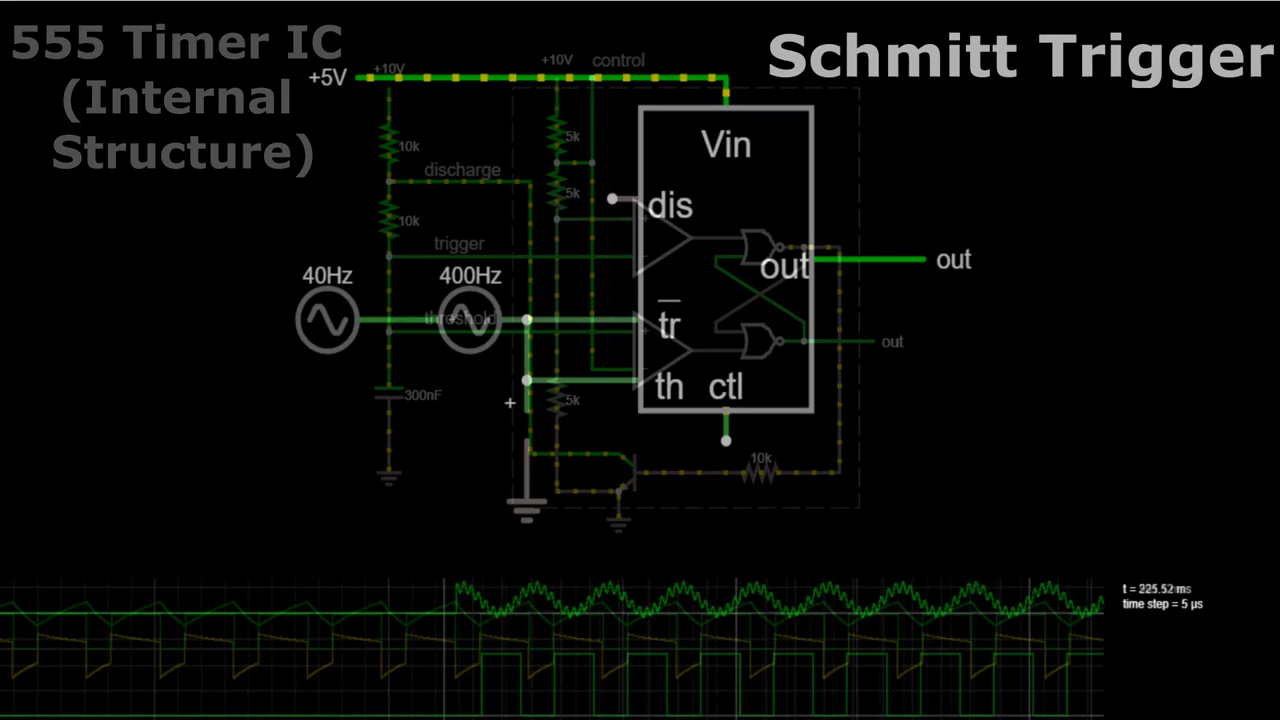 555 Timer IC
(Internal
Structure)
Schmitt Trigger
+5V
+10V
+10V
control
Vin
10k
5k
discharge
5k
dis
10k
trigger
out
out
40Hz
400Hz
threshold
tr
out
th
ctl
300nF
+
5k
10k
t = 225.52 ms
time step = 5 µs